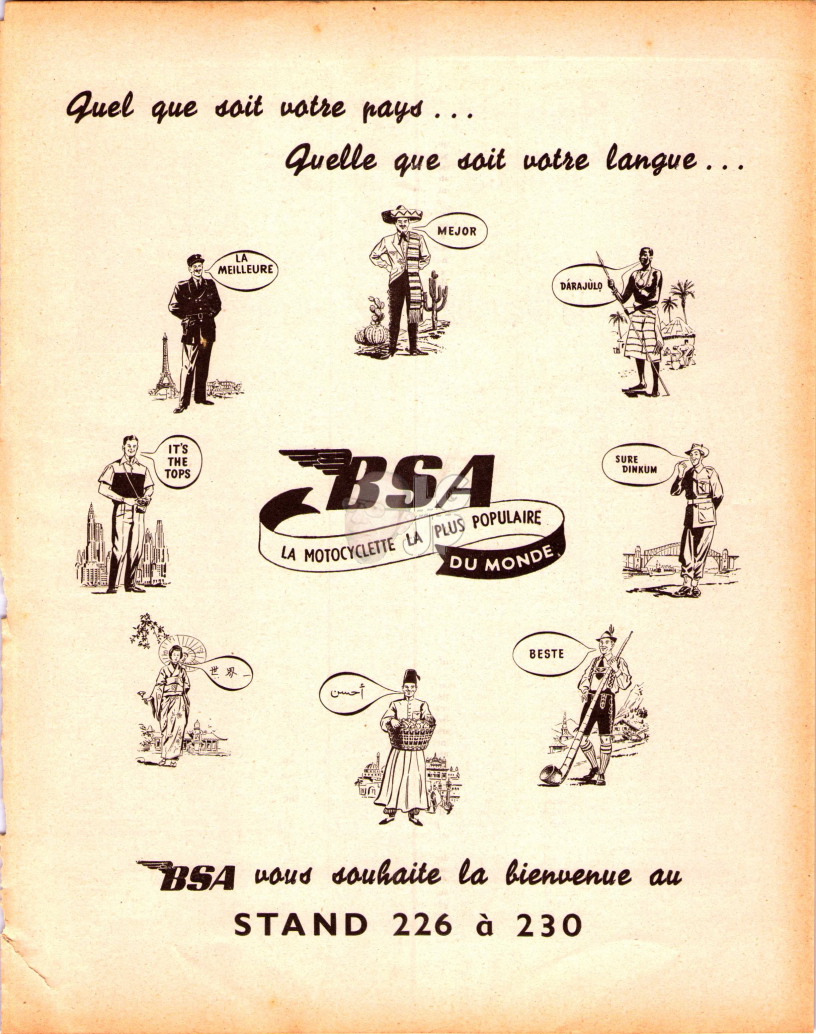 Quel que soit votre pays...
Quelle que soit votre langue...
MEJOR
LA
MEILLEURE
DÁRAJÙLỌ
IT'S
THE
TOPS
SURE
DINKUM
BSA
LA MOTOCYCLETTE LA PLUS POPULAIRE
DU MONDE
世界一
أحسن
BESTE
BSA vous souhaite la bienvenue au
STAND 226 à 230